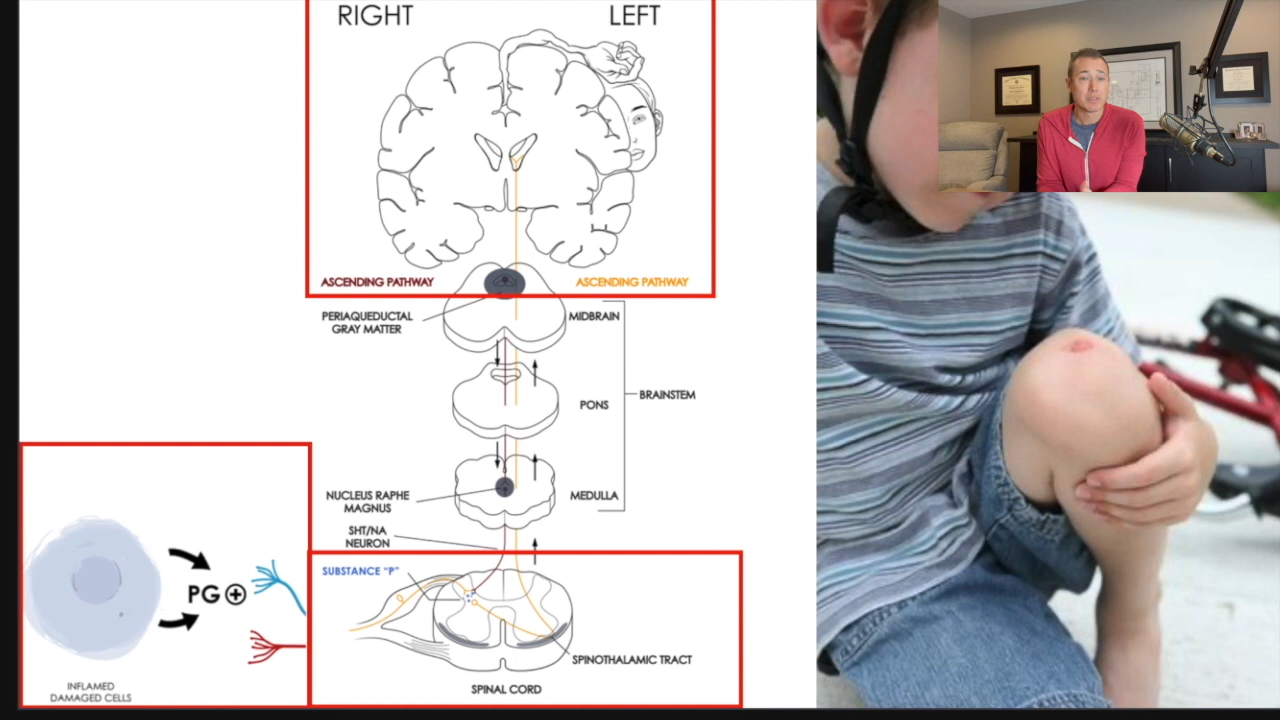 RIGHT
LEFT
ASCENDING PATHWAY
ASCENDING PATHWAY
PERIAQUEDUCTAL
GRAY MATTER
MIDBRAIN
BRAINSTEM
PONS
NUCLEUS RAPHE
MAGNUS
MEDULLA
5HT/NA
NEURON
SUBSTANCE "P"
PG +
SPINOTHALAMIC TRACT
SPINAL CORD
INFLAMED
DAMAGED CELLS